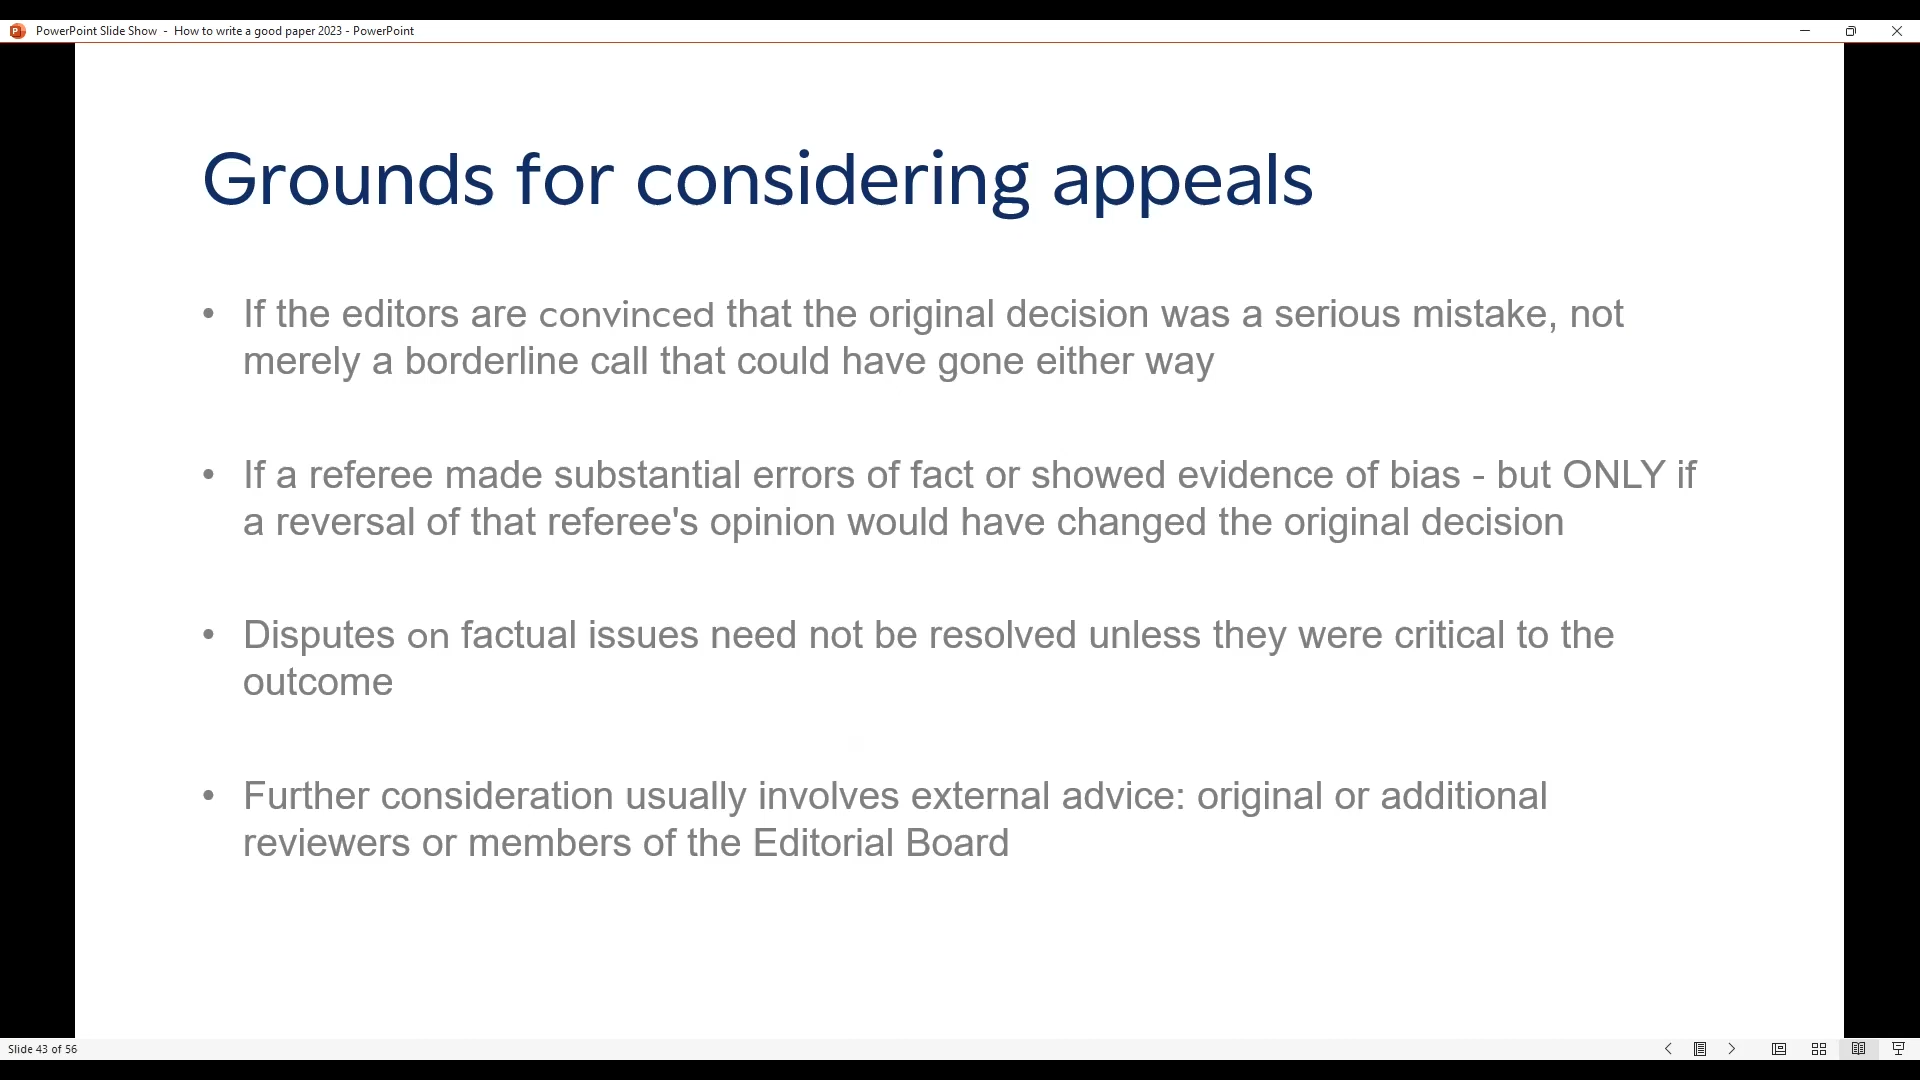 PowerPoint Slide Show - How to write a good paper 2023 - PowerPoint
Grounds for considering appeals
• If the editors are convinced that the original decision was a serious mistake, not
merely a borderline call that could have gone either way
• If a referee made substantial errors of fact or showed evidence of bias - but ONLY if
a reversal of that referee's opinion would have changed the original decision
• Disputes on factual issues need not be resolved unless they were critical to the
outcome
• Further consideration usually involves external advice: original or additional
reviewers or members of the Editorial Board
Slide 43 of 56